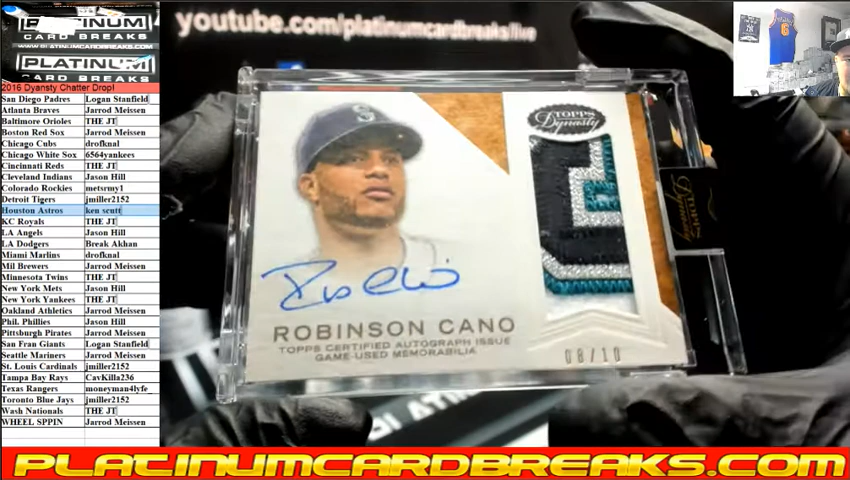 PLATINUM
CARD BREAKS
WWW.PLATINUMCARDBREAKS.COM
PLATINUM
CARD BREAKS
2016 Dyansty Chatter Drop!
San Diego Padres Logan Stanfield
Atlanta Braves Jarrod Meissen
Baltimore Orioles THE JT
Boston Red Sox Jarrod Meissen
Chicago Cubs drofknal
Chicago White Sox 6564yankees
Cincinnati Reds THE JT
Cleveland Indians Jason Hill
Colorado Rockies metsrmy1
Detroit Tigers jmiller2152
Houston Astros ken scutt
KC Royals THE JT
LA Angels Jason Hill
LA Dodgers Break Akhan
Miami Marlins drofknal
Mil Brewers Jarrod Meissen
Minnesota Twins THE JT
New York Mets Jason Hill
New York Yankees THE JT
Oakland Athletics Jarrod Meissen
Phil. Phillies Jason Hill
Pittsburgh Pirates Jarrod Meissen
San Fran Giants Logan Stanfield
Seattle Mariners Jarrod Meissen
St. Louis Cardinals jmiller2152
Tampa Bay Rays CavKilla236
Texas Rangers moneyman4lyfe
Toronto Blue Jays jmiller2152
Wash Nationals THE JT
WHEEL SPPIN Jarrod Meissen
youtube.com/platinumcardbreaks/live
TOPPS
Dynasty
ROBINSON CANO
TOPPS CERTIFIED AUTOGRAPH ISSUE
GAME-USED MEMORABILIA
08/10
PLATINUMCARDBREAKS.COM